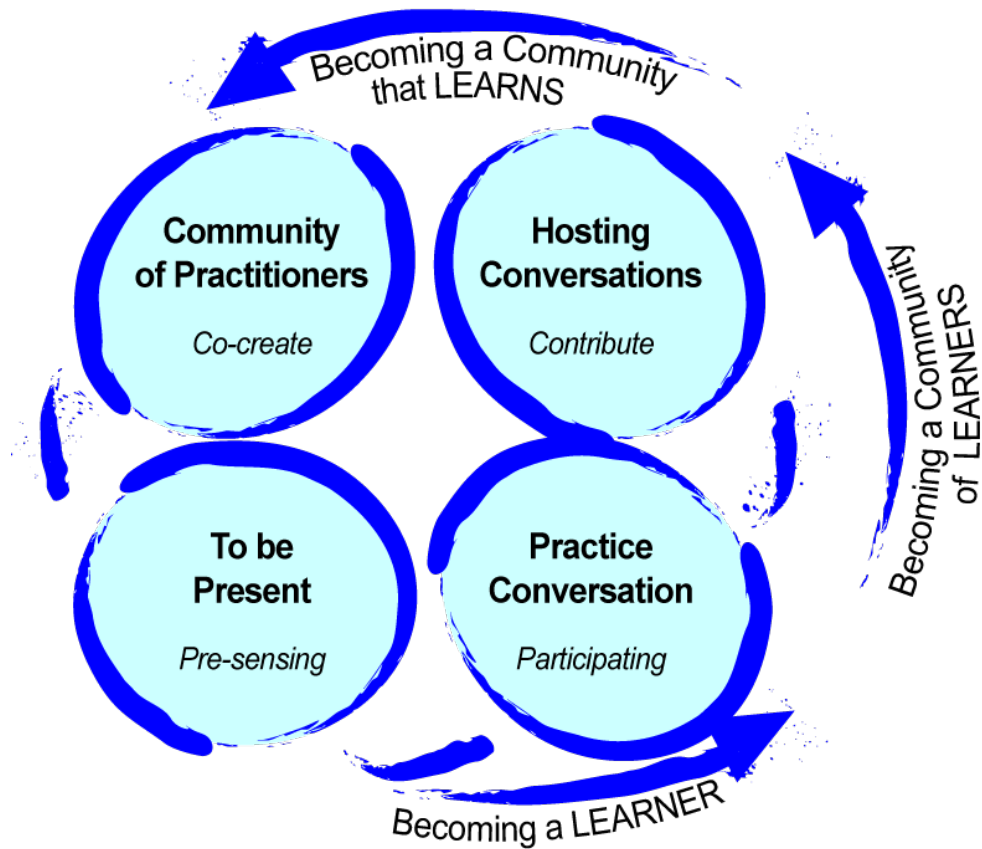 Becoming a Community
that LEARNS
Community
of Practitioners
Co-create
Hosting
Conversations
Contribute
Becoming a Community
of LEARNERS
To be
Present
Pre-sensing
Practice
Conversation
Participating
Becoming a LEARNER